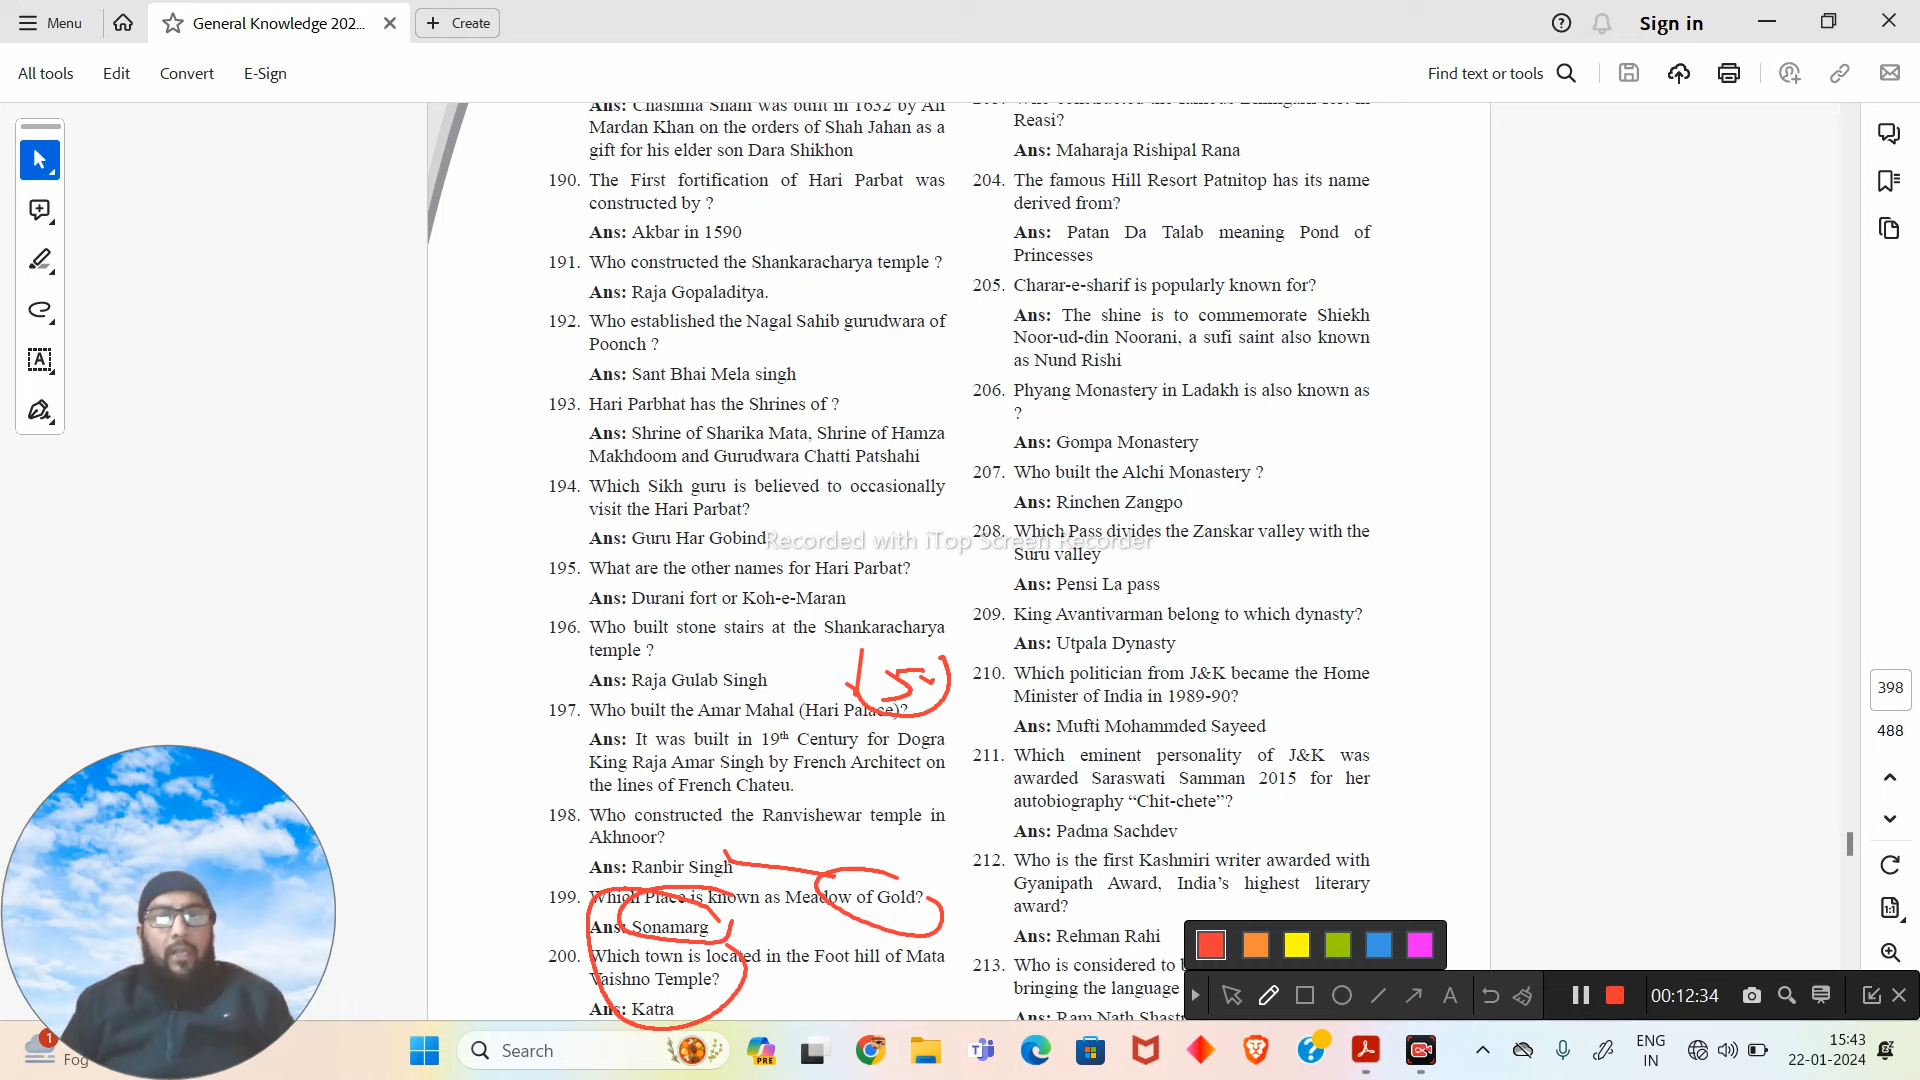 Menu
General Knowledge 202...
Create
Sign in
All tools
Edit
Convert
E-Sign
Find text or tools
Ans: Chashma Shahi was built in 1632 by Ali
Mardan Khan on the orders of Shah Jahan as a
gift for his elder son Dara Shikhon
190. The First fortification of Hari Parbat was
constructed by ?
Ans: Akbar in 1590
191. Who constructed the Shankaracharya temple ?
Ans: Raja Gopaladitya.
192. Who established the Nagal Sahib gurudwara of
Poonch ?
Ans: Sant Bhai Mela singh
193. Hari Parbhat has the Shrines of ?
Ans: Shrine of Sharika Mata, Shrine of Hamza
Makhdoom and Gurudwara Chatti Patshahi
194. Which Sikh guru is believed to occasionally
visit the Hari Parbat?
Ans: Guru Har Gobind
195. What are the other names for Hari Parbat?
Ans: Durani fort or Koh-e-Maran
196. Who built stone stairs at the Shankaracharya
temple ?
Ans: Raja Gulab Singh
197. Who built the Amar Mahal (Hari Palace)?
Ans: It was built in 19th Century for Dogra
King Raja Amar Singh by French Architect on
the lines of French Chateu.
198. Who constructed the Ranvishewar temple in
Akhnoor?
Ans: Ranbir Singh
199. Which Place is known as Meadow of Gold?
Ans: Sonamarg
200. Which town is located in the Foot hill of Mata
Vaishno Temple?
Ans: Katra
Reasi?
Ans: Maharaja Rishipal Rana
204. The famous Hill Resort Patnitop has its name
derived from?
Ans: Patan Da Talab meaning Pond of
Princesses
205. Charar-e-sharif is popularly known for?
Ans: The shine is to commemorate Shiekh
Noor-ud-din Noorani, a sufi saint also known
as Nund Rishi
206. Phyang Monastery in Ladakh is also known as
?
Ans: Gompa Monastery
207. Who built the Alchi Monastery ?
Ans: Rinchen Zangpo
208. Which Pass divides the Zanskar valley with the
Suru valley
Ans: Pensi La pass
209. King Avantivarman belong to which dynasty?
Ans: Utpala Dynasty
210. Which politician from J&K became the Home
Minister of India in 1989-90?
Ans: Mufti Mohammded Sayeed
211. Which eminent personality of J&K was
awarded Saraswati Samman 2015 for her
autobiography “Chit-chete”?
Ans: Padma Sachdev
212. Who is the first Kashmiri writer awarded with
Gyanipath Award, India’s highest literary
award?
Ans: Rehman Rahi
213. Who is considered to
bringing the language
Ans: Ram Nath
Recorded with iTop Screen Recorder
398
488
00:12:34
1
Fog
Search
PRE
ENG
IN
15:43
22-01-2024